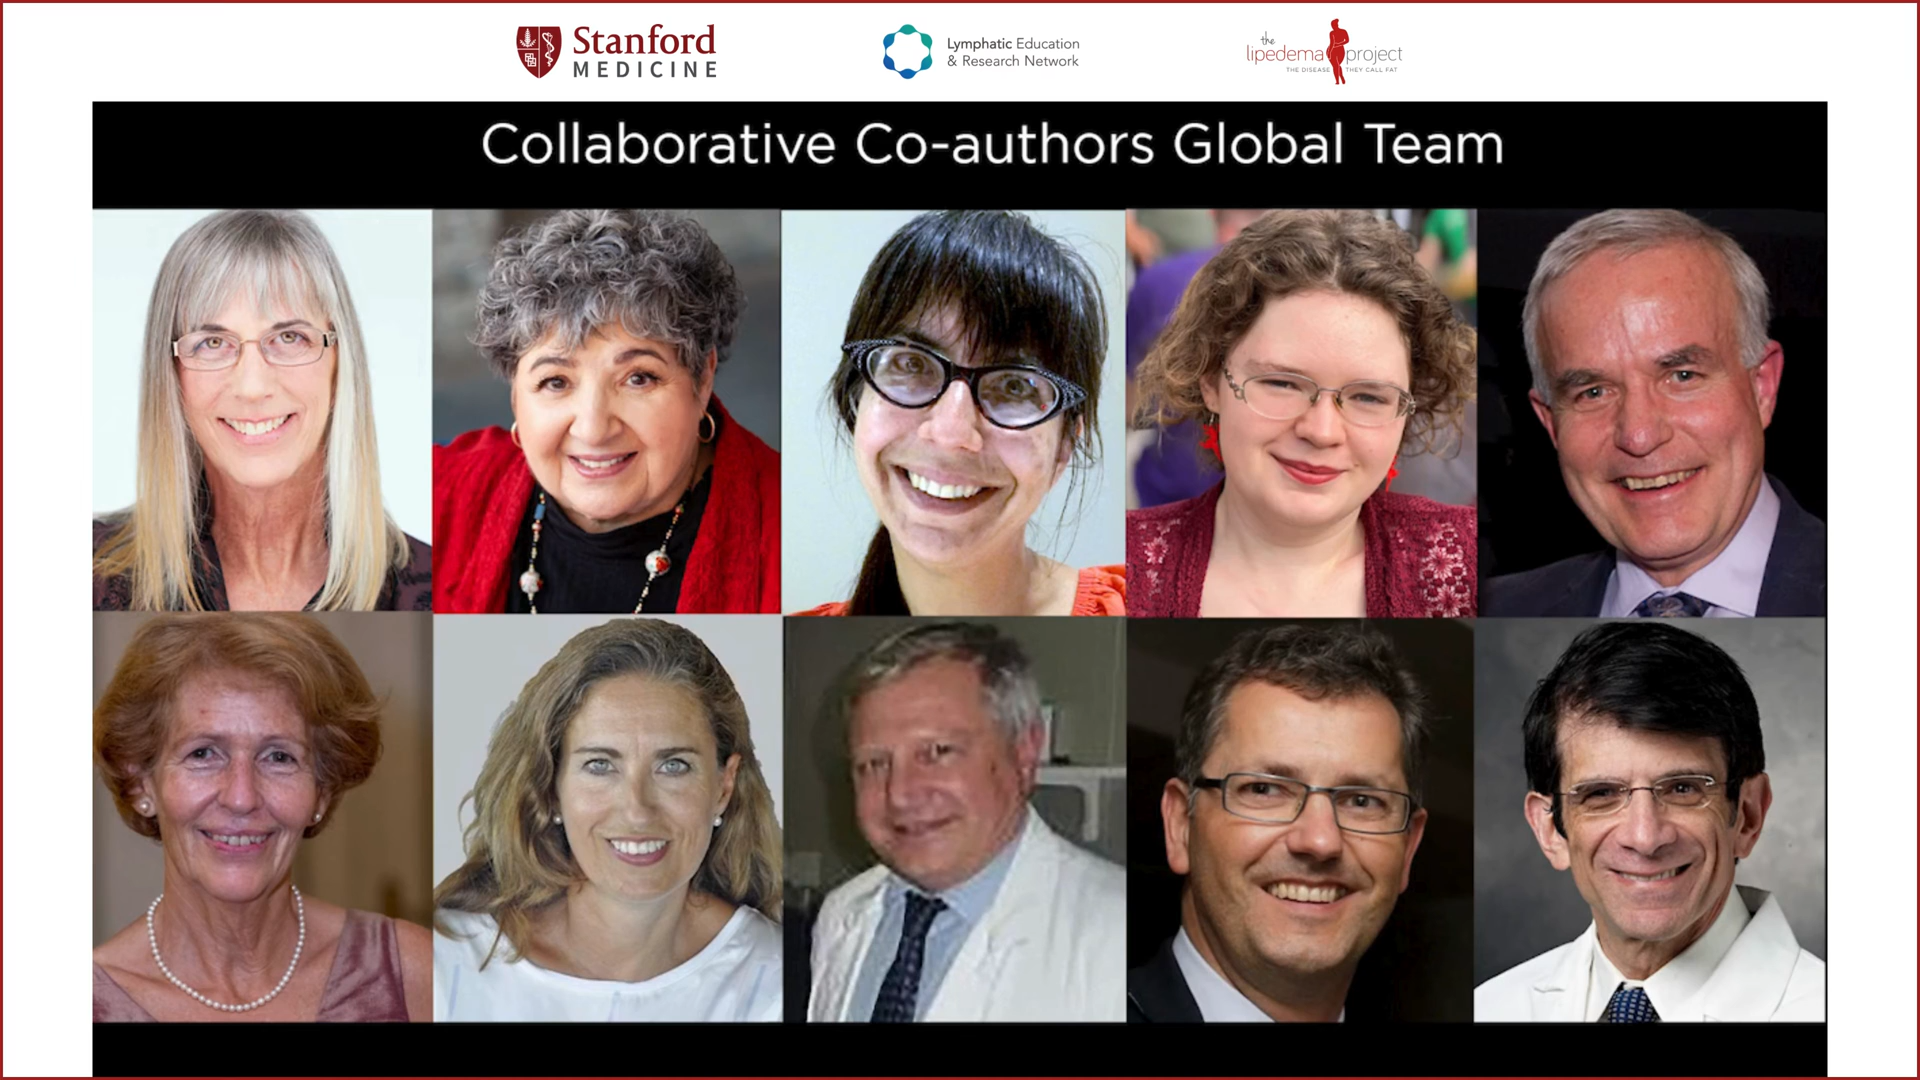 Stanford
MEDICINE
Lymphatic Education
& Research Network
the
lipedema project
THE DISEASE THEY CALL FAT
Collaborative Co-authors Global Team